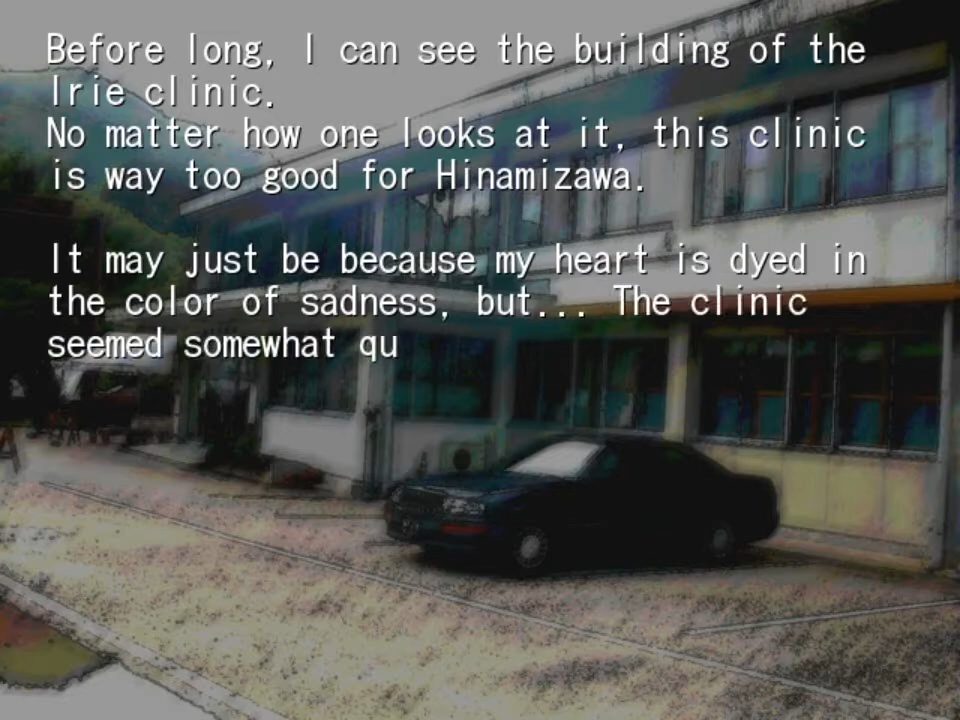 Before long, I can see the building of the
Irie clinic.
No matter how one looks at it, this clinic
is way too good for Hinamizawa.
It may just be because my heart is dyed in
the color of sadness, but... The clinic
seemed somewhat qu